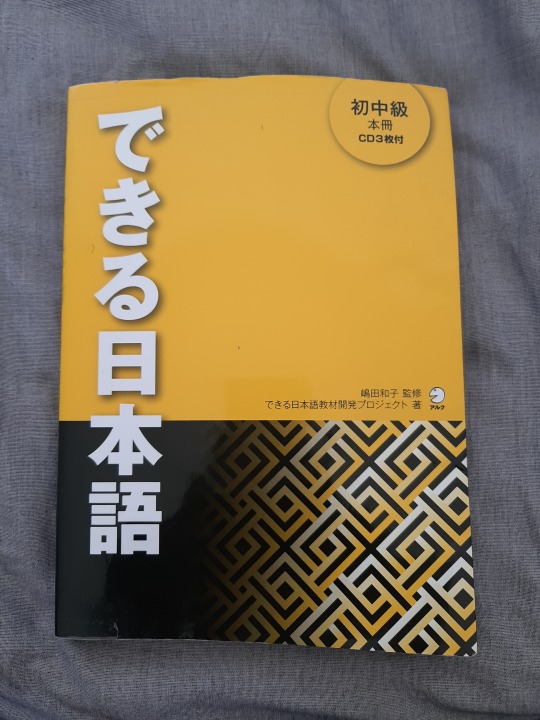 できる日本語
初中級
本冊
CD3枚付
嶋田和子 監修
できる日本語教材開発プロジェクト 著
アルク